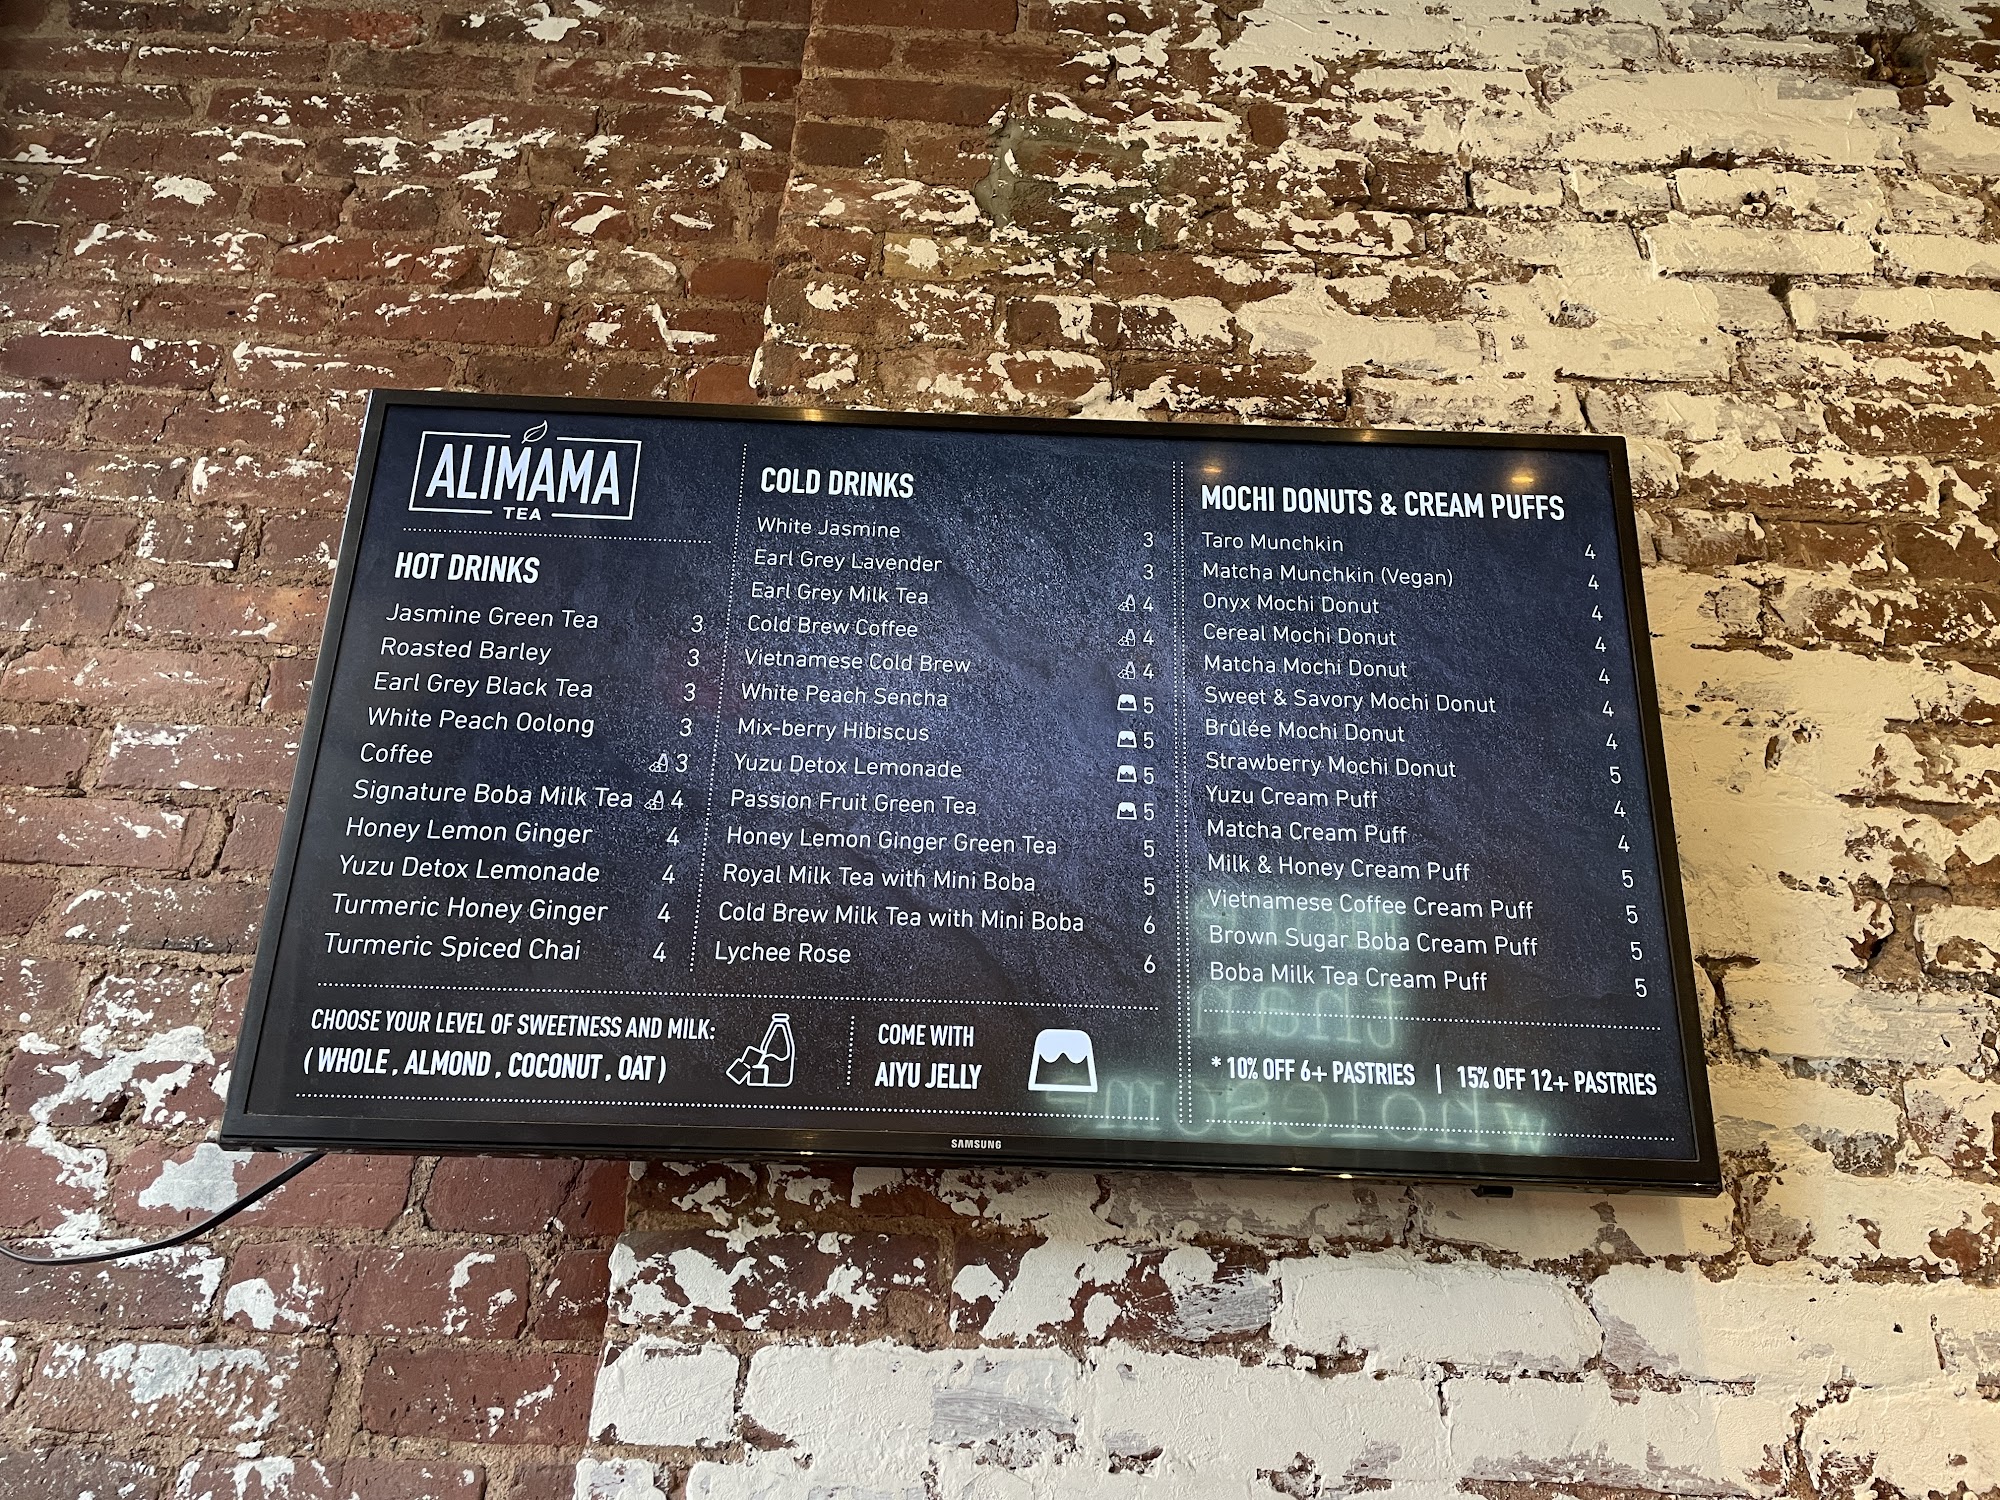 ALIMAMA
TEA
HOT DRINKS
Jasmine Green Tea 3
Roasted Barley 3
Earl Grey Black Tea 3
White Peach Oolong 3
Coffee 3
Signature Boba Milk Tea 4
Honey Lemon Ginger 4
Yuzu Detox Lemonade 4
Turmeric Honey Ginger 4
Turmeric Spiced Chai 4
COLD DRINKS
White Jasmine 3
Earl Grey Lavender 3
Earl Grey Milk Tea 4
Cold Brew Coffee 4
Vietnamese Cold Brew 4
White Peach Sencha 5
Mix-berry Hibiscus 5
Yuzu Detox Lemonade 5
Passion Fruit Green Tea 5
Honey Lemon Ginger Green Tea 5
Royal Milk Tea with Mini Boba 5
Cold Brew Milk Tea with Mini Boba 6
Lychee Rose 6
CHOOSE YOUR LEVEL OF SWEETNESS AND MILK:
( WHOLE , ALMOND , COCONUT , OAT )
COME WITH
AIYU JELLY
MOCHI DONUTS & CREAM PUFFS
Taro Munchkin 4
Matcha Munchkin (Vegan) 4
Onyx Mochi Donut 4
Cereal Mochi Donut 4
Matcha Mochi Donut 4
Sweet & Savory Mochi Donut 4
Brûlée Mochi Donut 4
Strawberry Mochi Donut 5
Yuzu Cream Puff 4
Matcha Cream Puff 4
Milk & Honey Cream Puff 5
Vietnamese Coffee Cream Puff 5
Brown Sugar Boba Cream Puff 5
Boba Milk Tea Cream Puff 5
* 10% OFF 6+ PASTRIES | 15% OFF 12+ PASTRIES
SAMSUNG